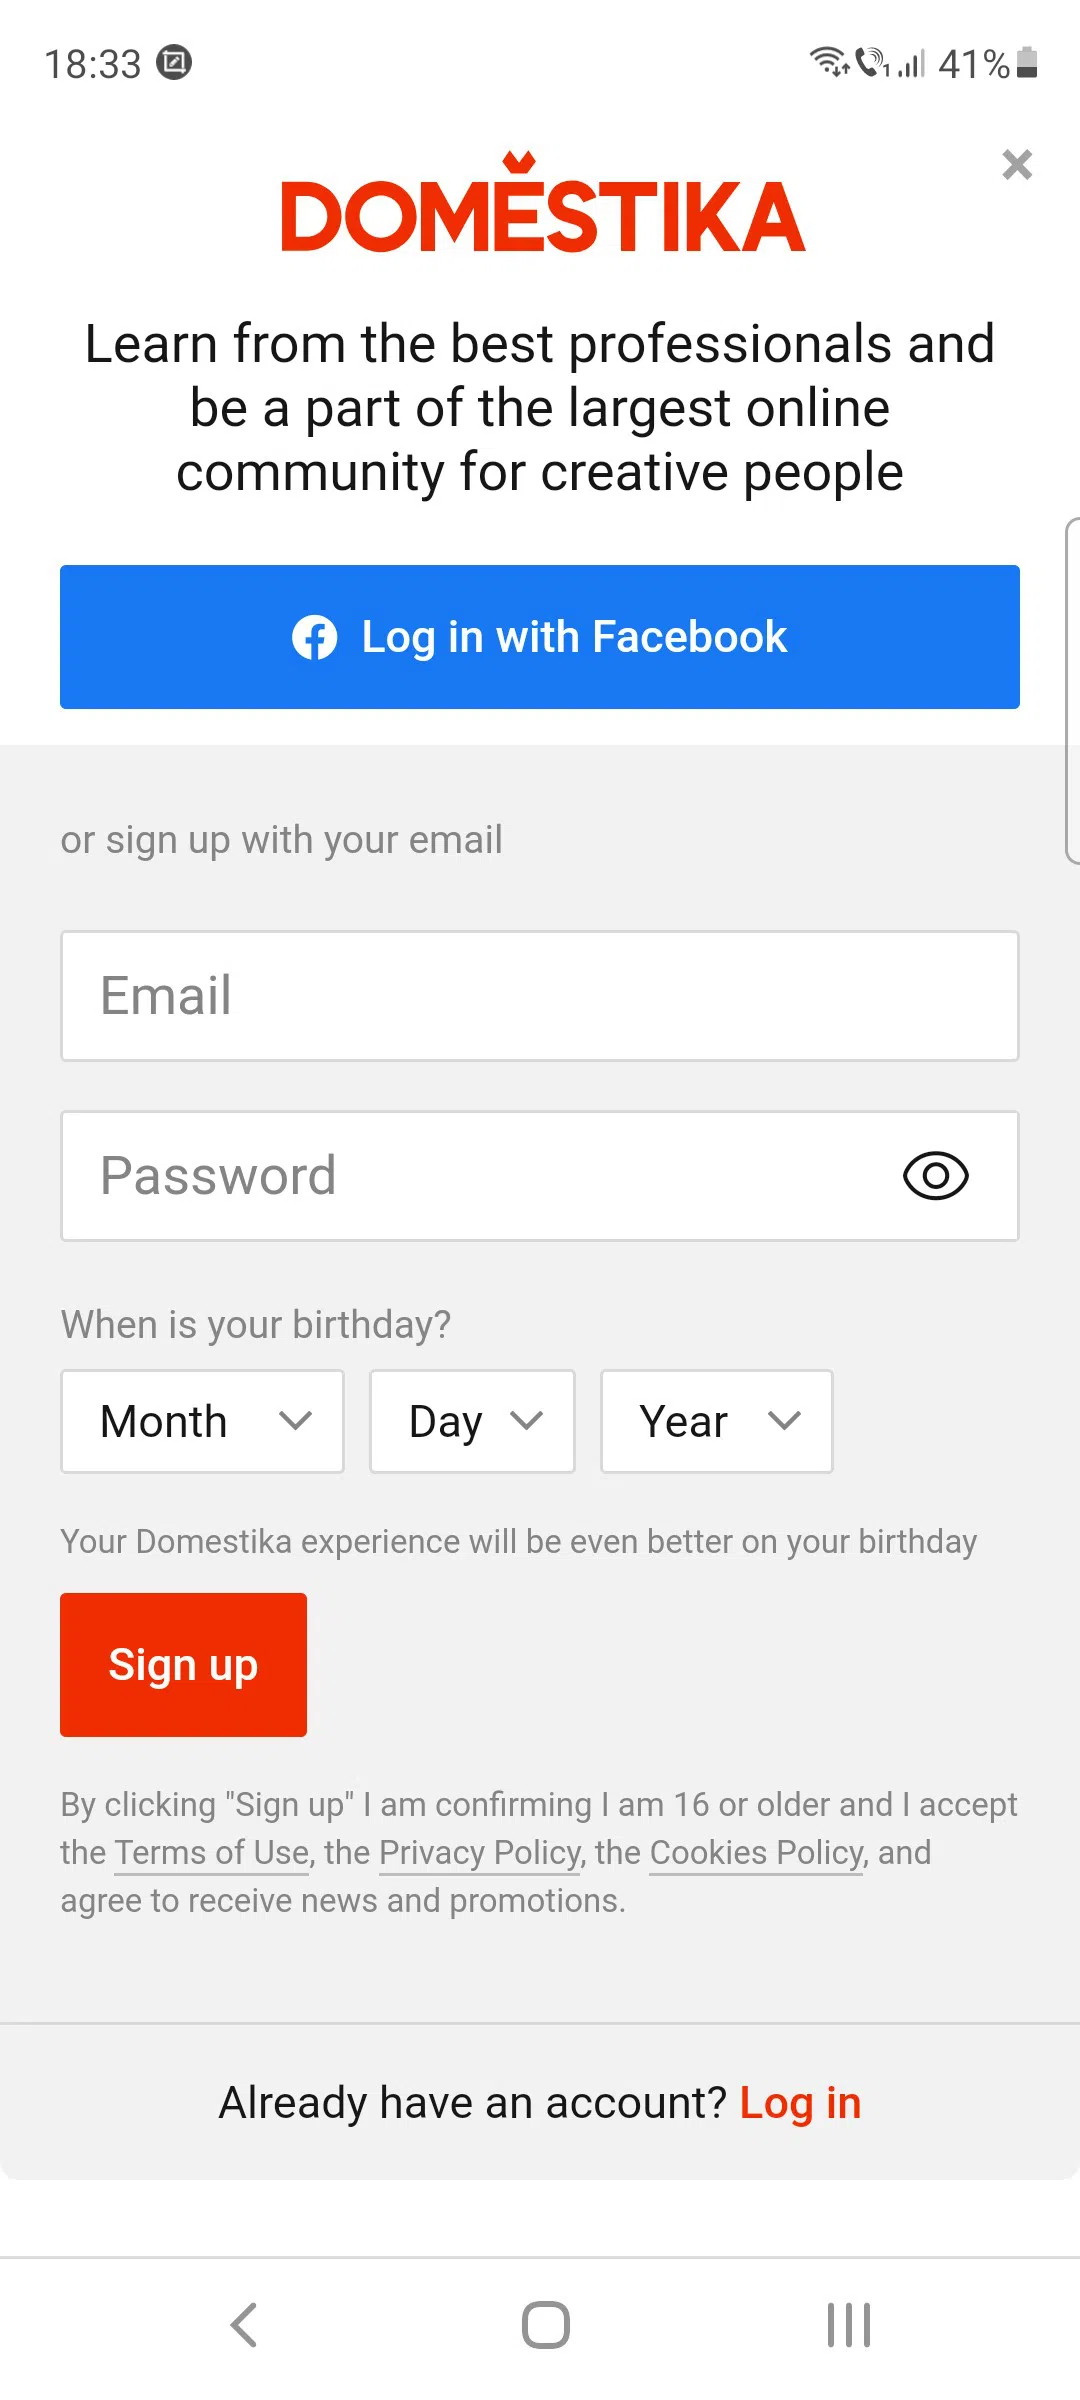 18:33
1 41%
DOMĚSTIKA
Learn from the best professionals and
be a part of the largest online
community for creative people
Log in with Facebook
or sign up with your email
Email
Password
When is your birthday?
Month Day Year
Your Domestika experience will be even better on your birthday
Sign up
By clicking "Sign up" I am confirming I am 16 or older and I accept
the Terms of Use, the Privacy Policy, the Cookies Policy, and
agree to receive news and promotions.
Already have an account? Log in